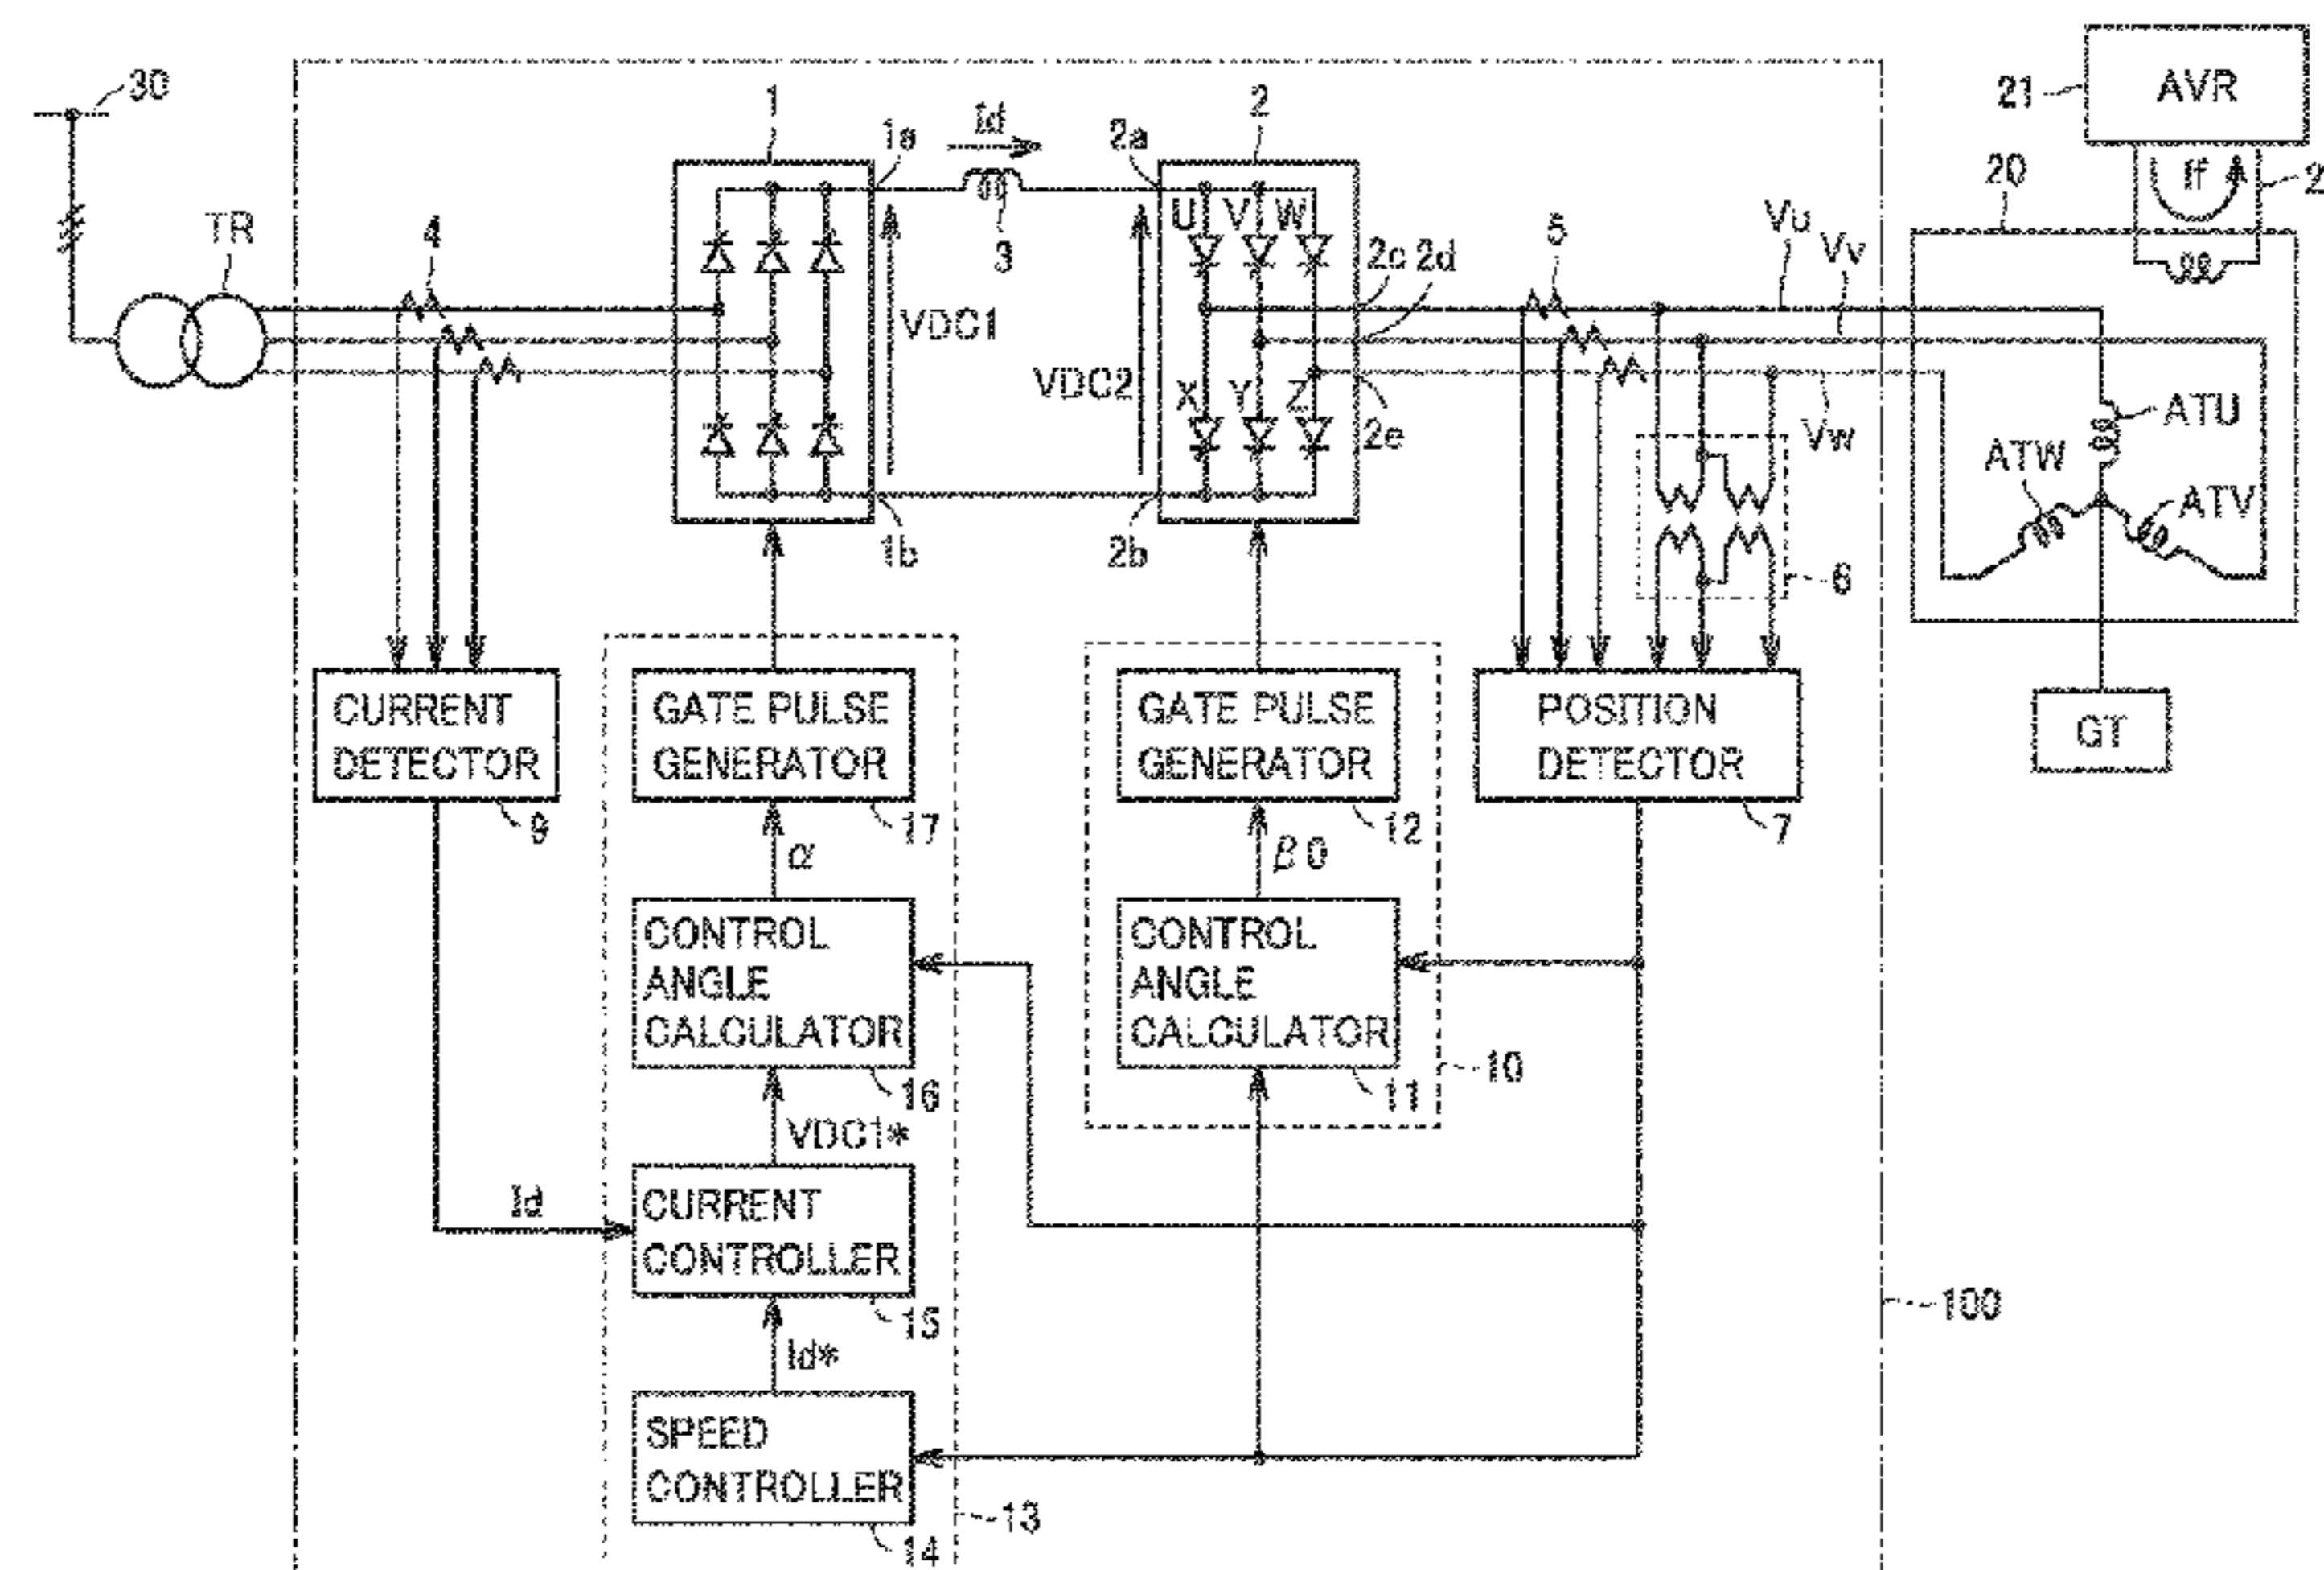 30
1
Id
2
21
AVR
1a
2a
20
If
TR
4
3
U V W
5
Vu
Vv
2c 2d
VDC1
VDC2
X Y Z
2e
Vw
ATU
ATW
ATV
1b
2b
6
CURRENT
DETECTOR
9
GATE PULSE
GENERATOR
17
GATE PULSE
GENERATOR
12
POSITION
DETECTOR
7
GT
α
β0
CONTROL
ANGLE
CALCULATOR
16
CONTROL
ANGLE
CALCULATOR
11
10
VDC1*
Id
CURRENT
CONTROLLER
15
100
Id*
SPEED
CONTROLLER
14
13